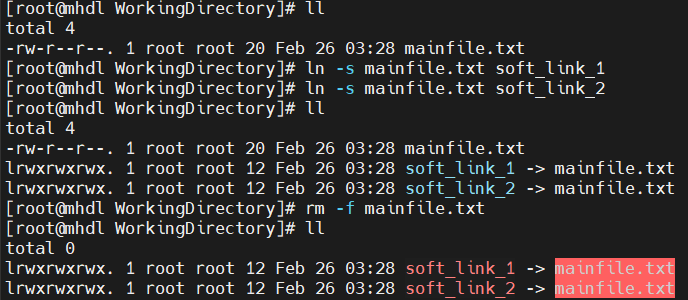 [root@mhdl WorkingDirectory]# ll
total 4
-rw-r--r--. 1 root root 20 Feb 26 03:28 mainfile.txt
[root@mhdl WorkingDirectory]# ln -s mainfile.txt soft_link_1
[root@mhdl WorkingDirectory]# ln -s mainfile.txt soft_link_2
[root@mhdl WorkingDirectory]# ll
total 4
-rw-r--r--. 1 root root 20 Feb 26 03:28 mainfile.txt
lrwxrwxrwx. 1 root root 12 Feb 26 03:28 soft_link_1 -> mainfile.txt
lrwxrwxrwx. 1 root root 12 Feb 26 03:28 soft_link_2 -> mainfile.txt
[root@mhdl WorkingDirectory]# rm -f mainfile.txt
[root@mhdl WorkingDirectory]# ll
total 0
lrwxrwxrwx. 1 root root 12 Feb 26 03:28 soft_link_1 -> mainfile.txt
lrwxrwxrwx. 1 root root 12 Feb 26 03:28 soft_link_2 -> mainfile.txt